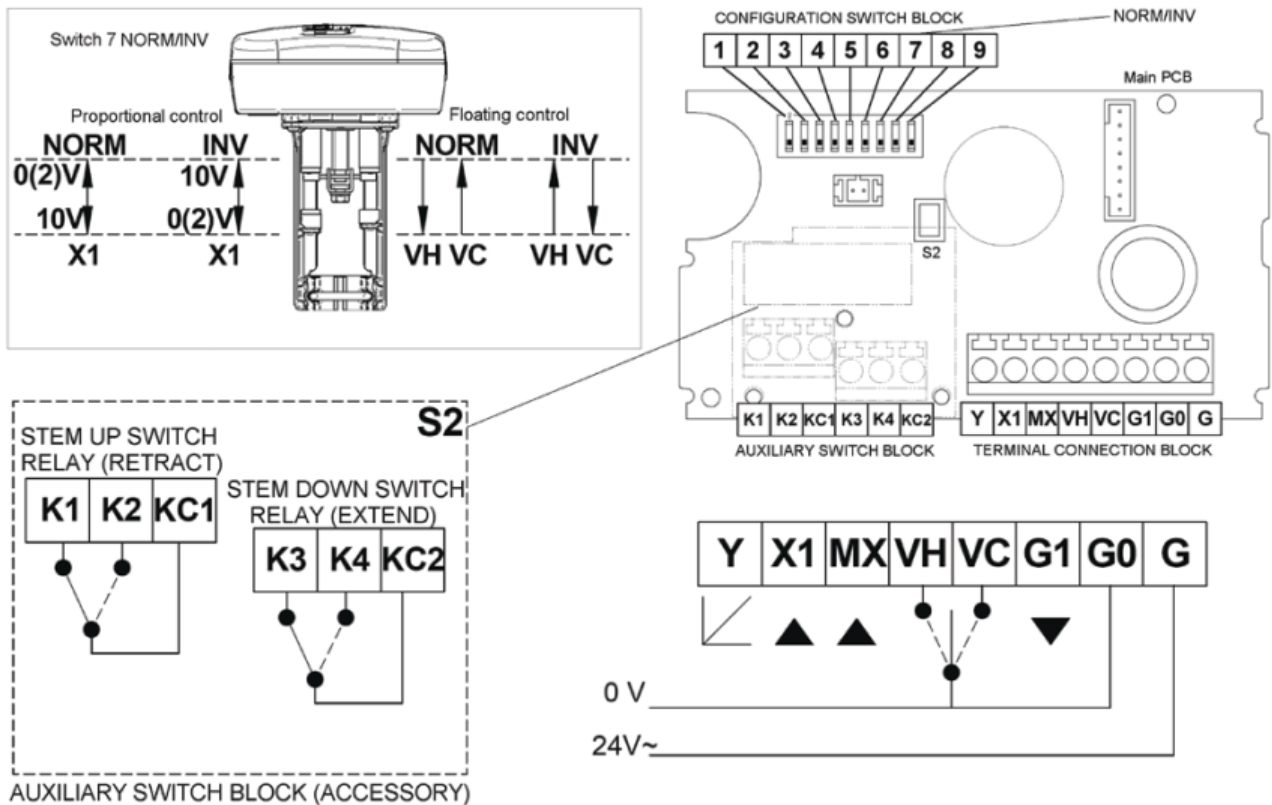 Switch 7 NORM/INV
Proportional control
NORM INV
0(2)V 10V
10V 0(2)V
X1 X1
Floating control
NORM INV
VH VC VH VC
CONFIGURATION SWITCH BLOCK
NORM/INV
1 2 3 4 5 6 7 8 9
Main PCB
S2
K1 K2 KC1 K3 K4 KC2
AUXILIARY SWITCH BLOCK
Y X1 MX VH VC G1 G0 G
TERMINAL CONNECTION BLOCK
S2
STEM UP SWITCH
RELAY (RETRACT)
K1 K2 KC1
STEM DOWN SWITCH
RELAY (EXTEND)
K3 K4 KC2
AUXILIARY SWITCH BLOCK (ACCESSORY)
Y X1 MX VH VC G1 G0 G
0 V
24V~